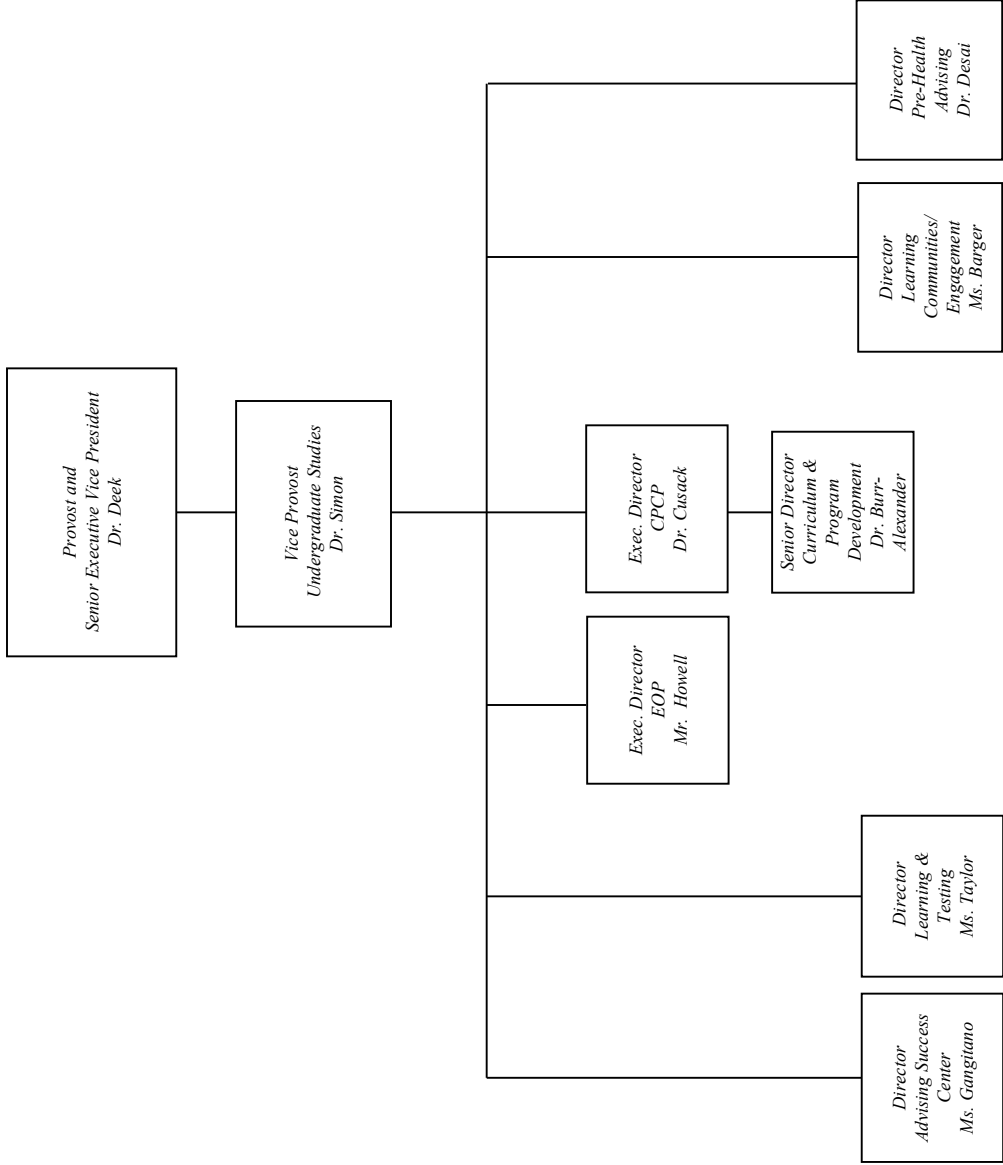 Provost and
Senior Executive Vice President
Dr. Deek
Vice Provost
Undergraduate Studies
Dr. Simon
Exec. Director
EOP
Mr. Howell
Exec. Director
CPCP
Dr. Cusack
Senior Director
Curriculum &
Program
Development
Dr. Burr-
Alexander
Director
Advising Success
Center
Ms. Gangitano
Director
Learning &
Testing
Ms. Taylor
Director
Learning
Communities/
Engagement
Ms. Barger
Director
Pre-Health
Advising
Dr. Desai